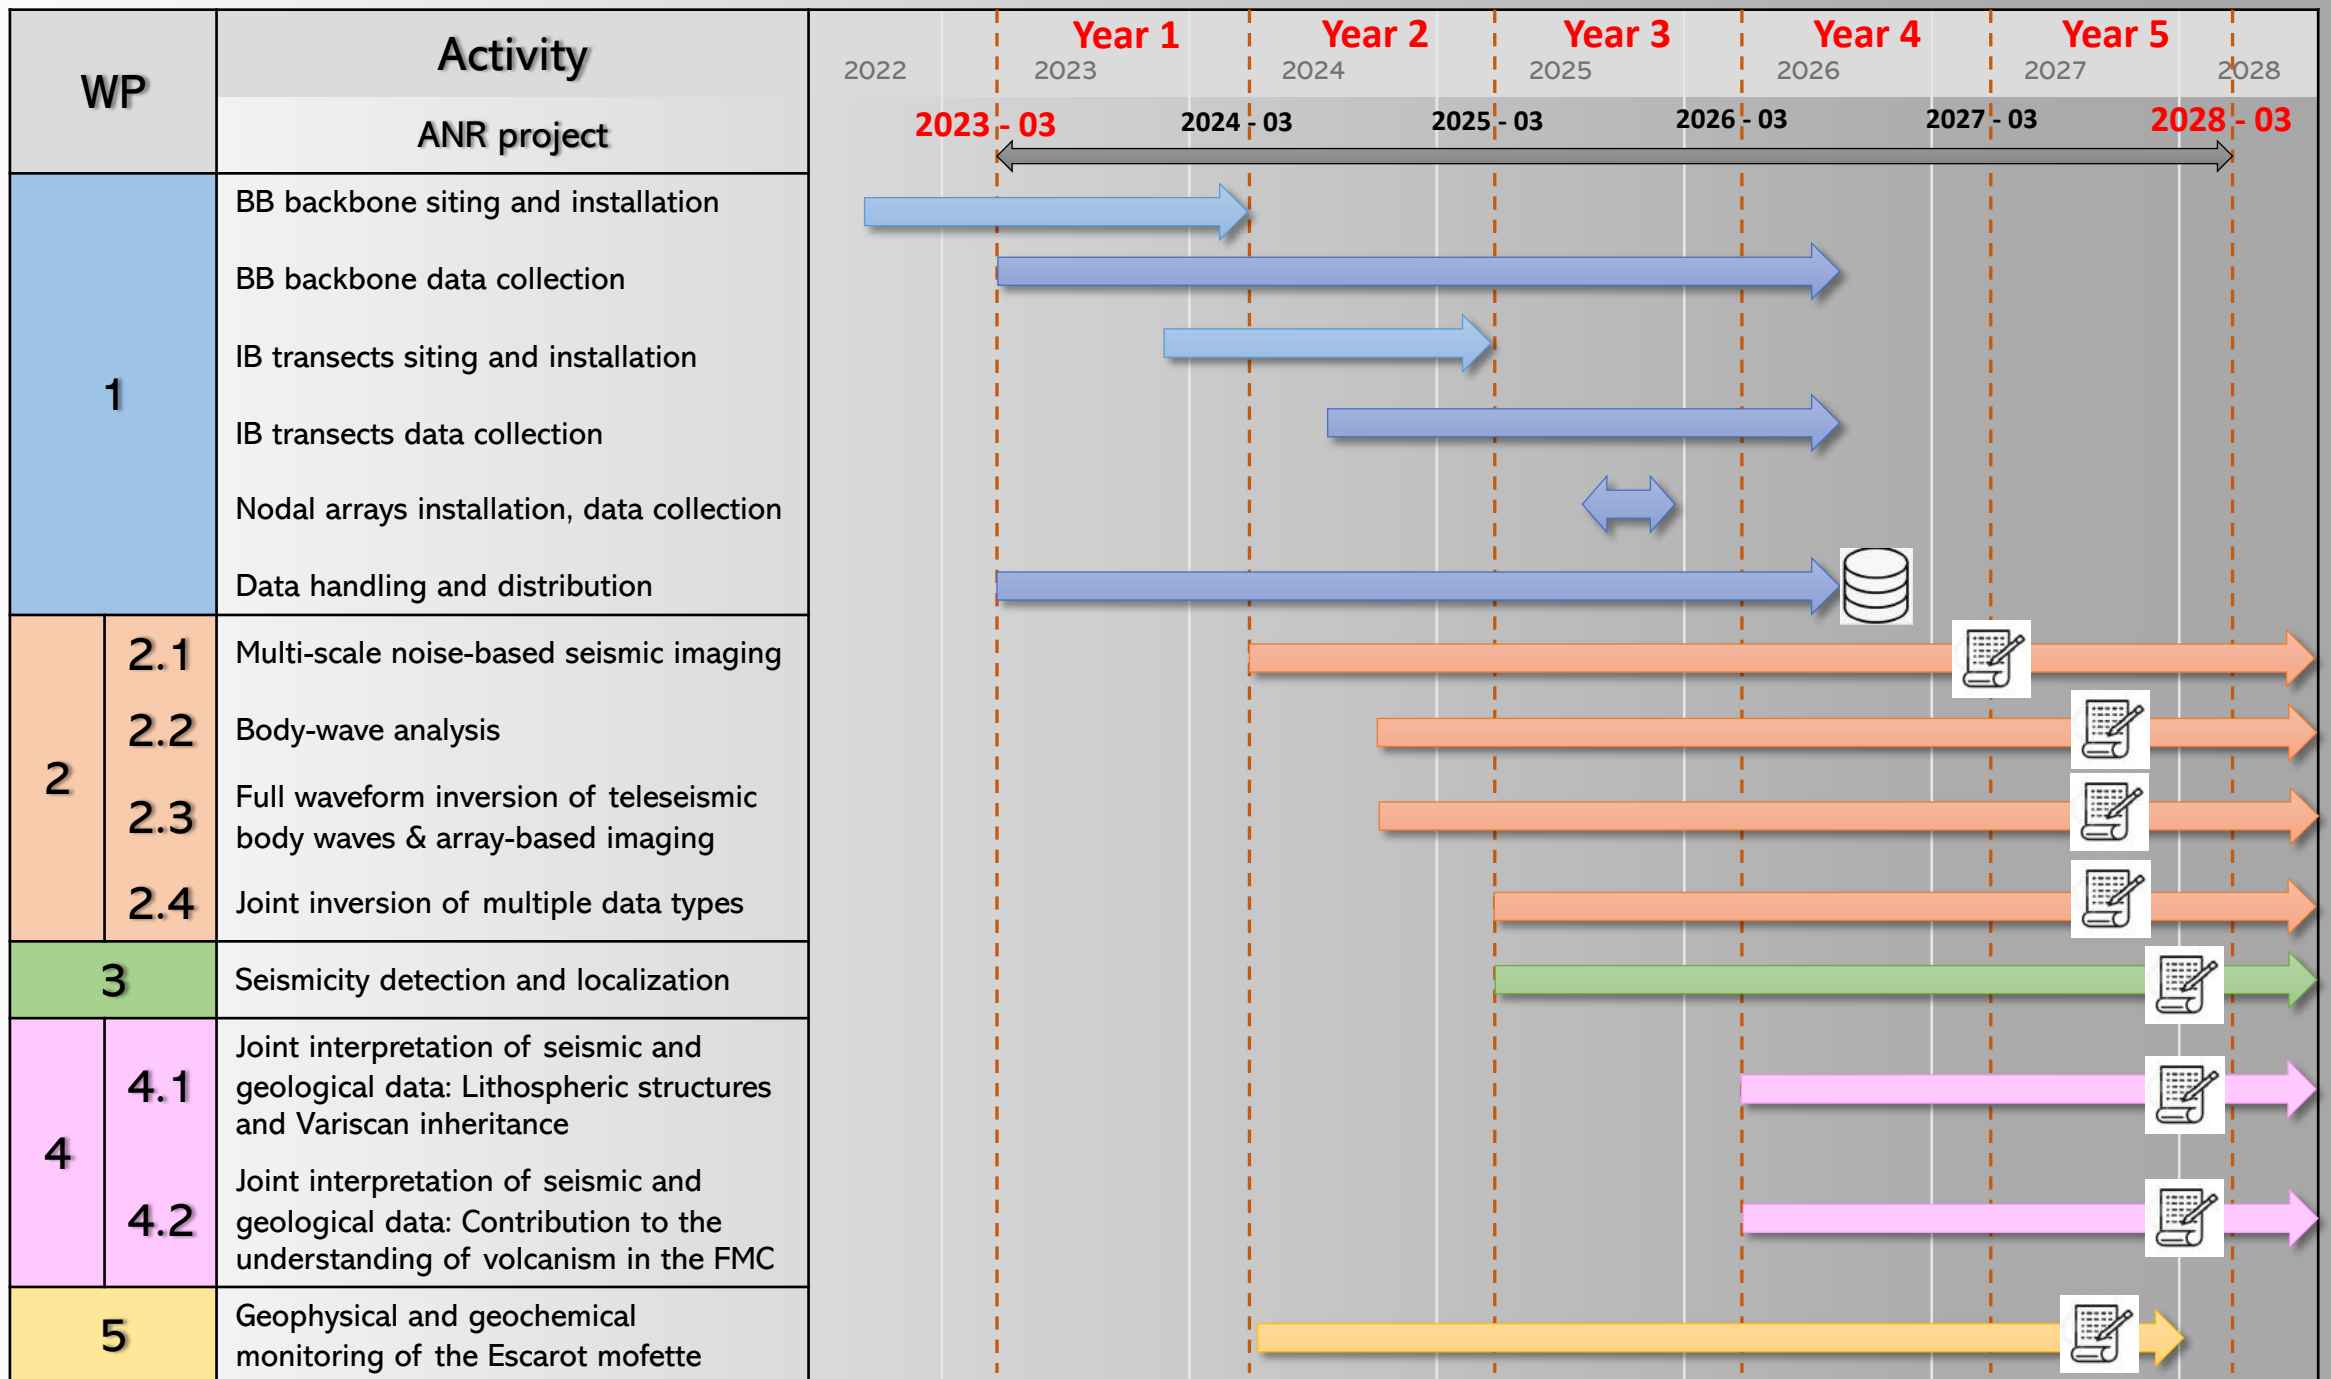 WP
Activity
Year 1
Year 2
Year 3
Year 4
Year 5
2022
2023
2024
2025
2026
2027
2028
ANR project
2023 - 03
2024 - 03
2025 - 03
2026 - 03
2027 - 03
2028 - 03
1
BB backbone siting and installation
BB backbone data collection
IB transects siting and installation
IB transects data collection
Nodal arrays installation, data collection
Data handling and distribution
2
2.1
Multi-scale noise-based seismic imaging
2.2
Body-wave analysis
2.3
Full waveform inversion of teleseismic
body waves & array-based imaging
2.4
Joint inversion of multiple data types
3
Seismicity detection and localization
4
4.1
Joint interpretation of seismic and
geological data: Lithospheric structures
and Variscan inheritance
4.2
Joint interpretation of seismic and
geological data: Contribution to the
understanding of volcanism in the FMC
5
Geophysical and geochemical
monitoring of the Escarot mofette